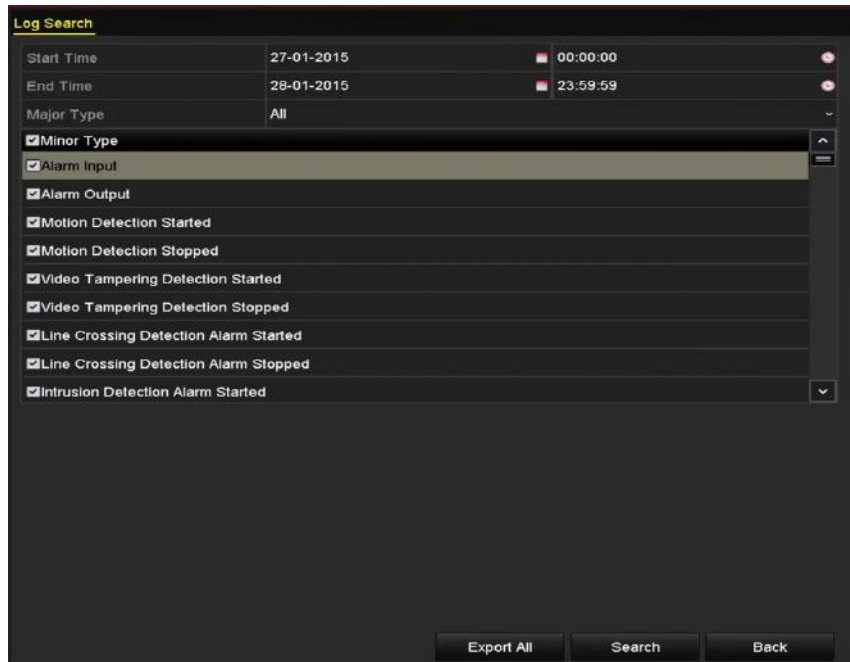 Log Search
Start Time 27-01-2015 00:00:00
End Time 28-01-2015 23:59:59
Major Type All
Minor Type
Alarm Input
Alarm Output
Motion Detection Started
Motion Detection Stopped
Video Tampering Detection Started
Video Tampering Detection Stopped
Line Crossing Detection Alarm Started
Line Crossing Detection Alarm Stopped
Intrusion Detection Alarm Started
Export All Search Back